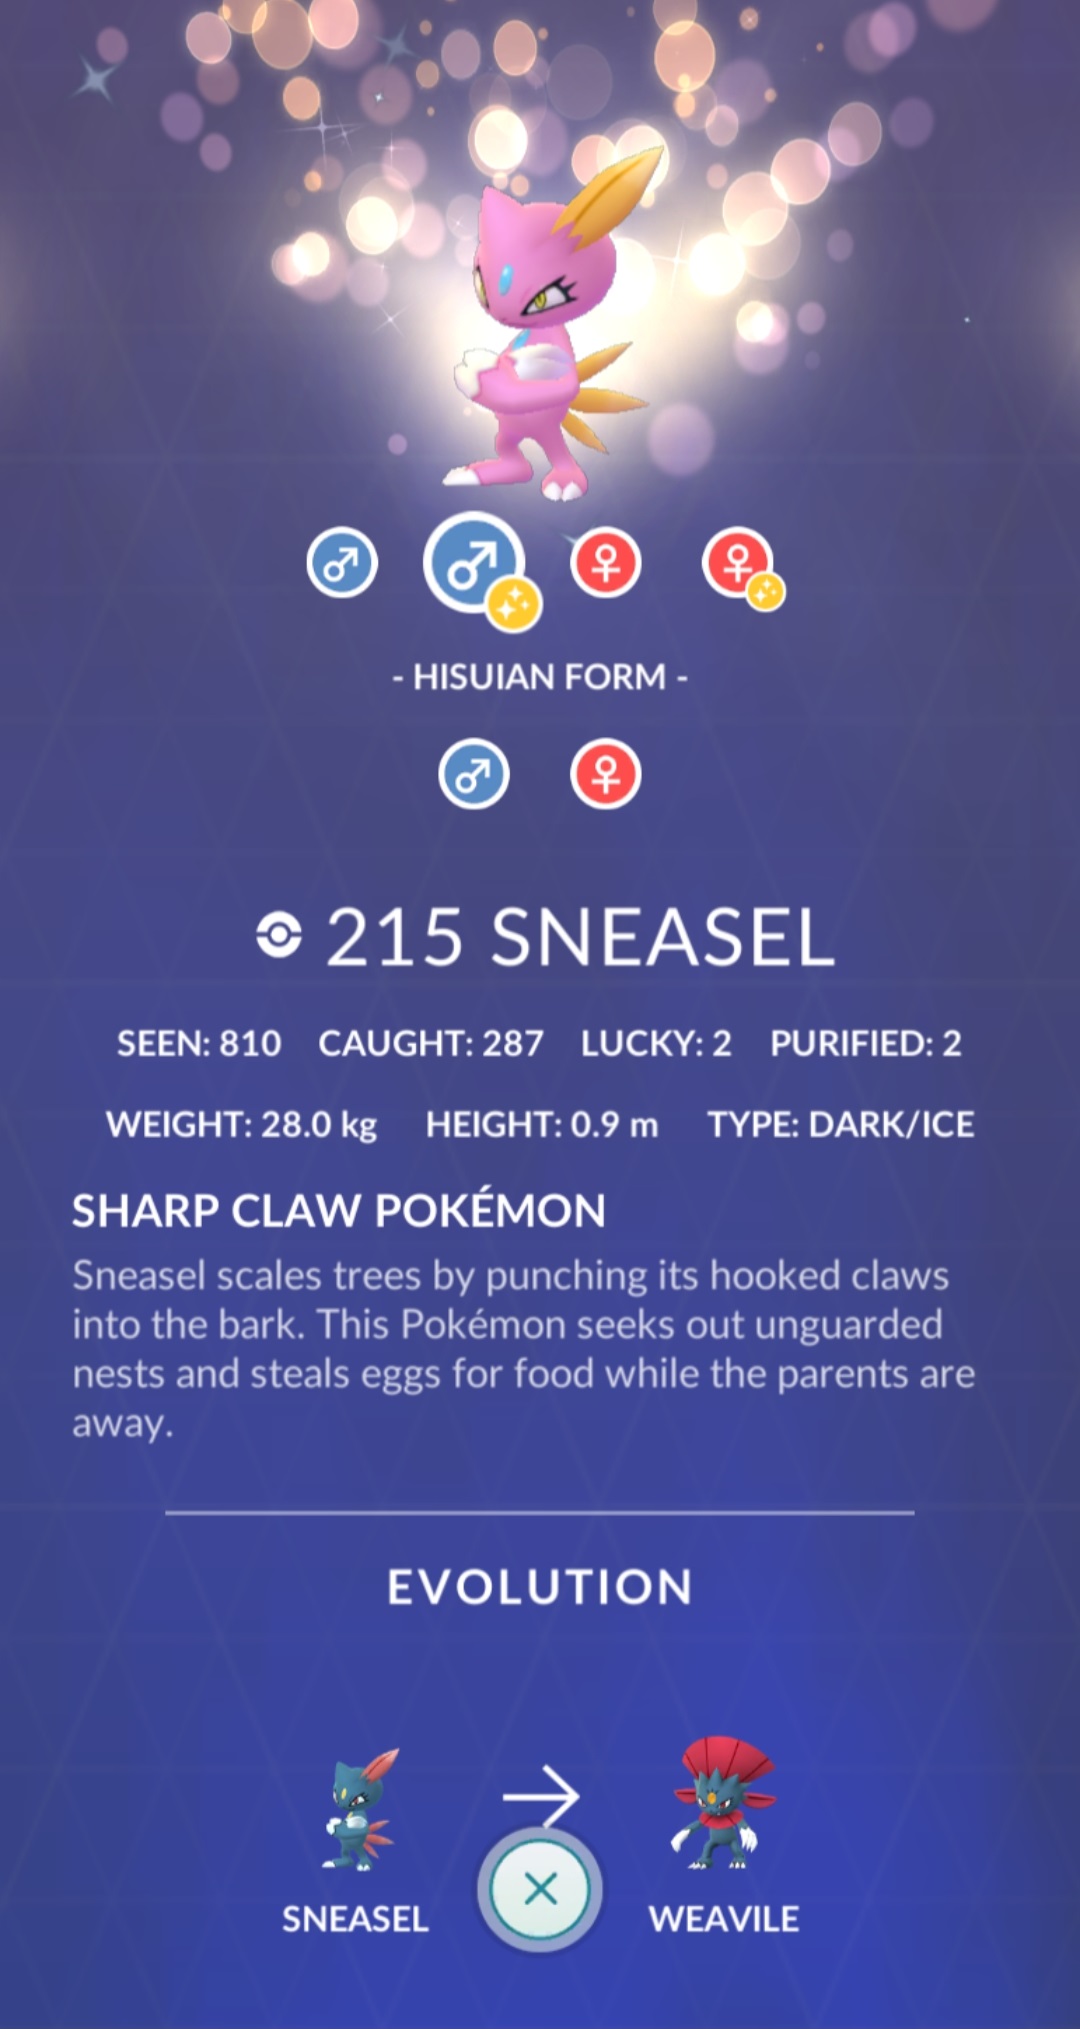 - HISUIAN FORM -
215 SNEASEL
SEEN: 810 CAUGHT: 287 LUCKY: 2 PURIFIED: 2
WEIGHT: 28.0 kg HEIGHT: 0.9 m TYPE: DARK/ICE
SHARP CLAW POKÉMON
Sneasel scales trees by punching its hooked claws
into the bark. This Pokémon seeks out unguarded
nests and steals eggs for food while the parents are
away.
EVOLUTION
SNEASEL
WEAVILE